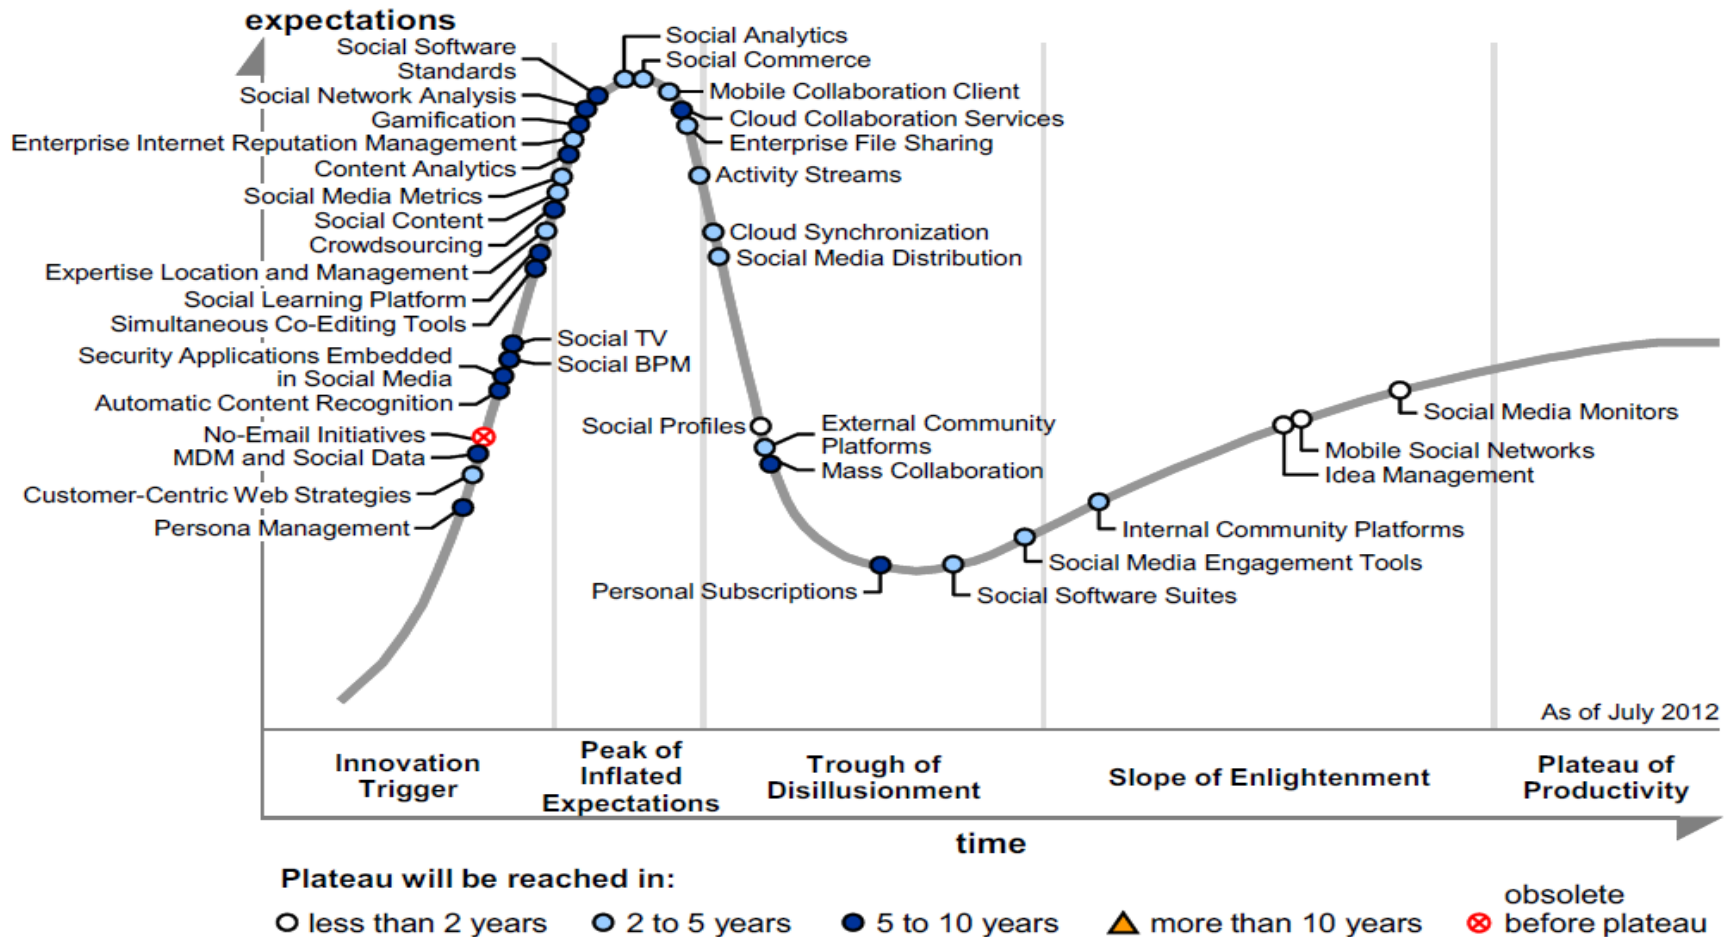 expectations
Social Software
Standards
Social Network Analysis
Gamification
Enterprise Internet Reputation Management
Content Analytics
Social Media Metrics
Social Content
Crowdsourcing
Expertise Location and Management
Social Learning Platform
Simultaneous Co-Editing Tools
Social TV
Social BPM
Security Applications Embedded
in Social Media
Automatic Content Recognition
No-Email Initiatives
MDM and Social Data
Customer-Centric Web Strategies
Persona Management
Social Analytics
Social Commerce
Mobile Collaboration Client
Cloud Collaboration Services
Enterprise File Sharing
Activity Streams
Cloud Synchronization
Social Media Distribution
Social Profiles
External Community
Platforms
Mass Collaboration
Personal Subscriptions
Social Software Suites
Social Media Engagement Tools
Internal Community Platforms
Idea Management
Mobile Social Networks
Social Media Monitors
As of July 2012
Innovation
Trigger
Peak of
Inflated
Expectations
Trough of
Disillusionment
Slope of Enlightenment
Plateau of
Productivity
time
Plateau will be reached in:
less than 2 years
2 to 5 years
5 to 10 years
more than 10 years
obsolete
before plateau